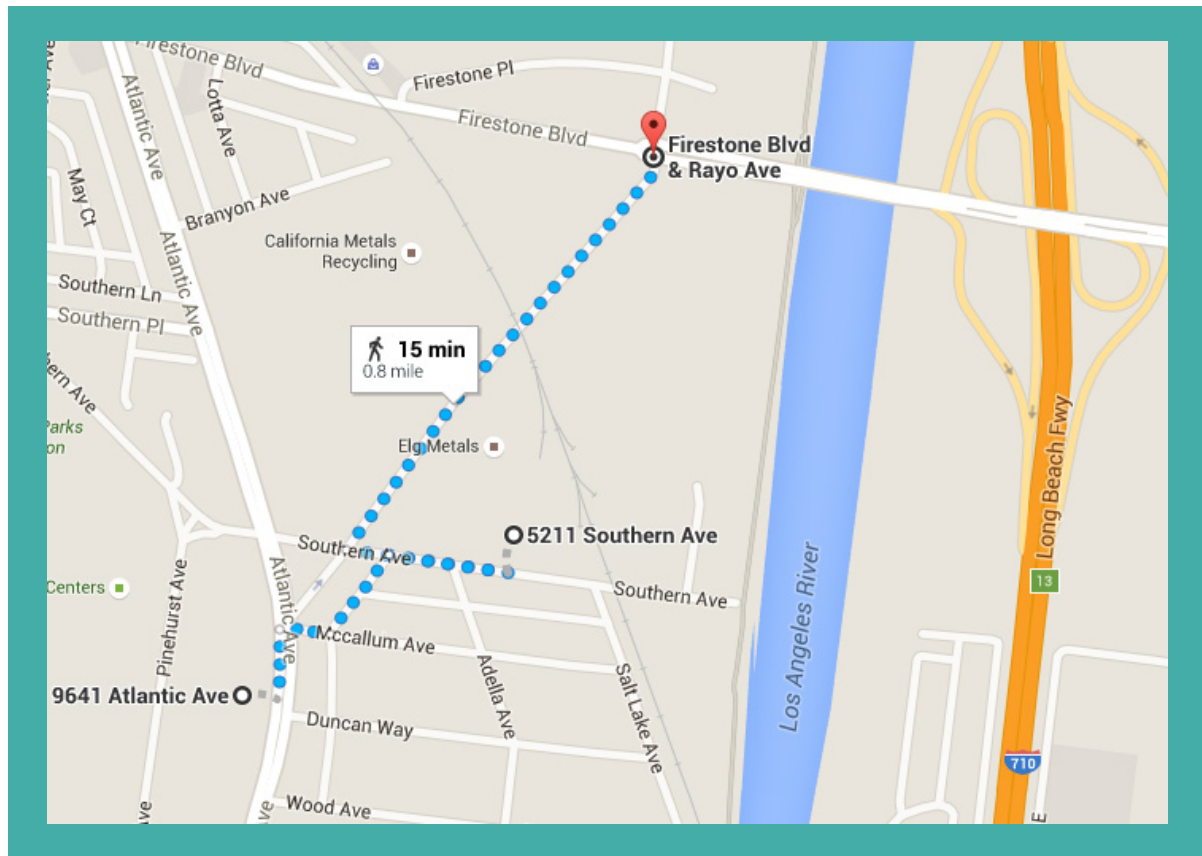 Firestone Blvd
Firestone Pl
Atlantic Ave
Lotta Ave
Firestone Blvd
Firestone Blvd
& Rayo Ave
May Ct
Branyon Ave
Atlantic Ave
California Metals
Recycling
Southern Ln
Southern Pl
15 min
0.8 mile
Elg Metals
Long Beach Fwy
5211 Southern Ave
Southern Ave
Atlantic Ave
Centers
Pinehurst Ave
Southern Ave
13
Los Angeles River
Mccallum Ave
Adella Ave
Salt Lake Ave
9641 Atlantic Ave
Duncan Way
710
Wood Ave